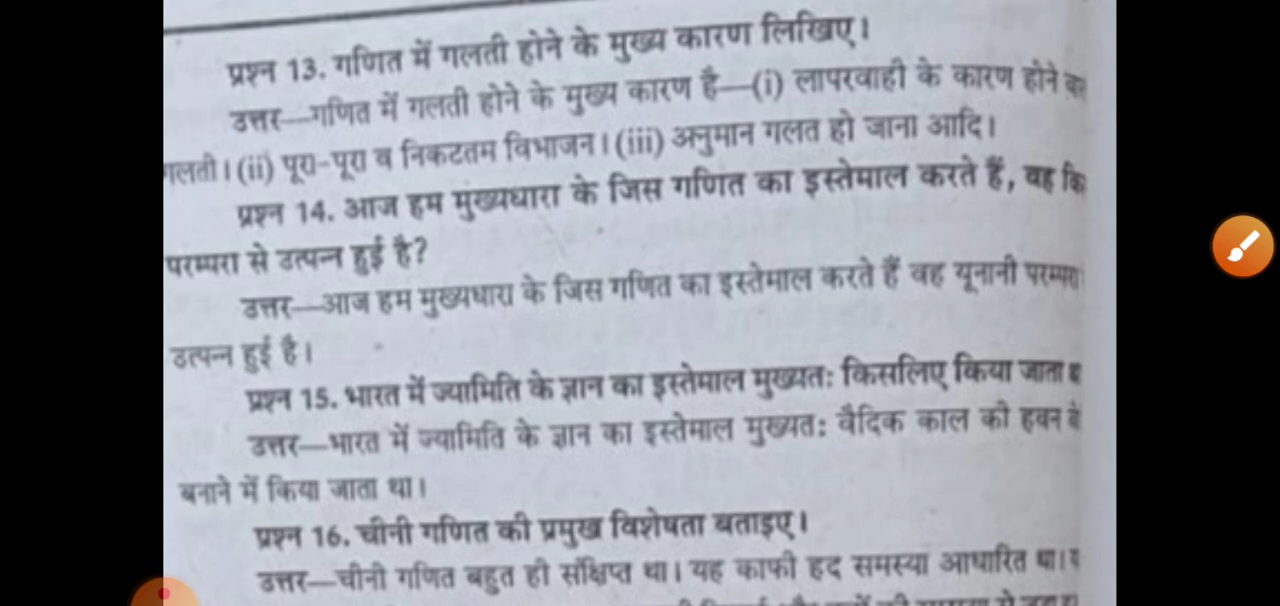 प्रश्न 13. गणित में गलती होने के मुख्य कारण लिखिए।
उत्तर—गणित में गलती होने के मुख्य कारण है—(i) लापरवाही के कारण होने
गलती। (ii) पूरा-पूरा व निकटतम विभाजन। (iii) अनुमान गलत हो जाना आदि।
प्रश्न 14. आज हम मुख्यधारा के जिस गणित का इस्तेमाल करते हैं, वह कि
परम्परा से उत्पन्न हुई है?
उत्तर—आज हम मुख्यधारा के जिस गणित का इस्तेमाल करते हैं वह यूनानी परम्परा
उत्पन्न हुई है।
प्रश्न 15. भारत में ज्यामिति के ज्ञान का इस्तेमाल मुख्यतः किसलिए किया जाता
उत्तर—भारत में ज्यामिति के ज्ञान का इस्तेमाल मुख्यतः वैदिक काल की हवन
बनाने में किया जाता था।
प्रश्न 16. चीनी गणित की प्रमुख विशेषता बताइए।
उत्तर—चीनी गणित बहुत ही संक्षिप्त था। यह काफी हद समस्या आधारित था।